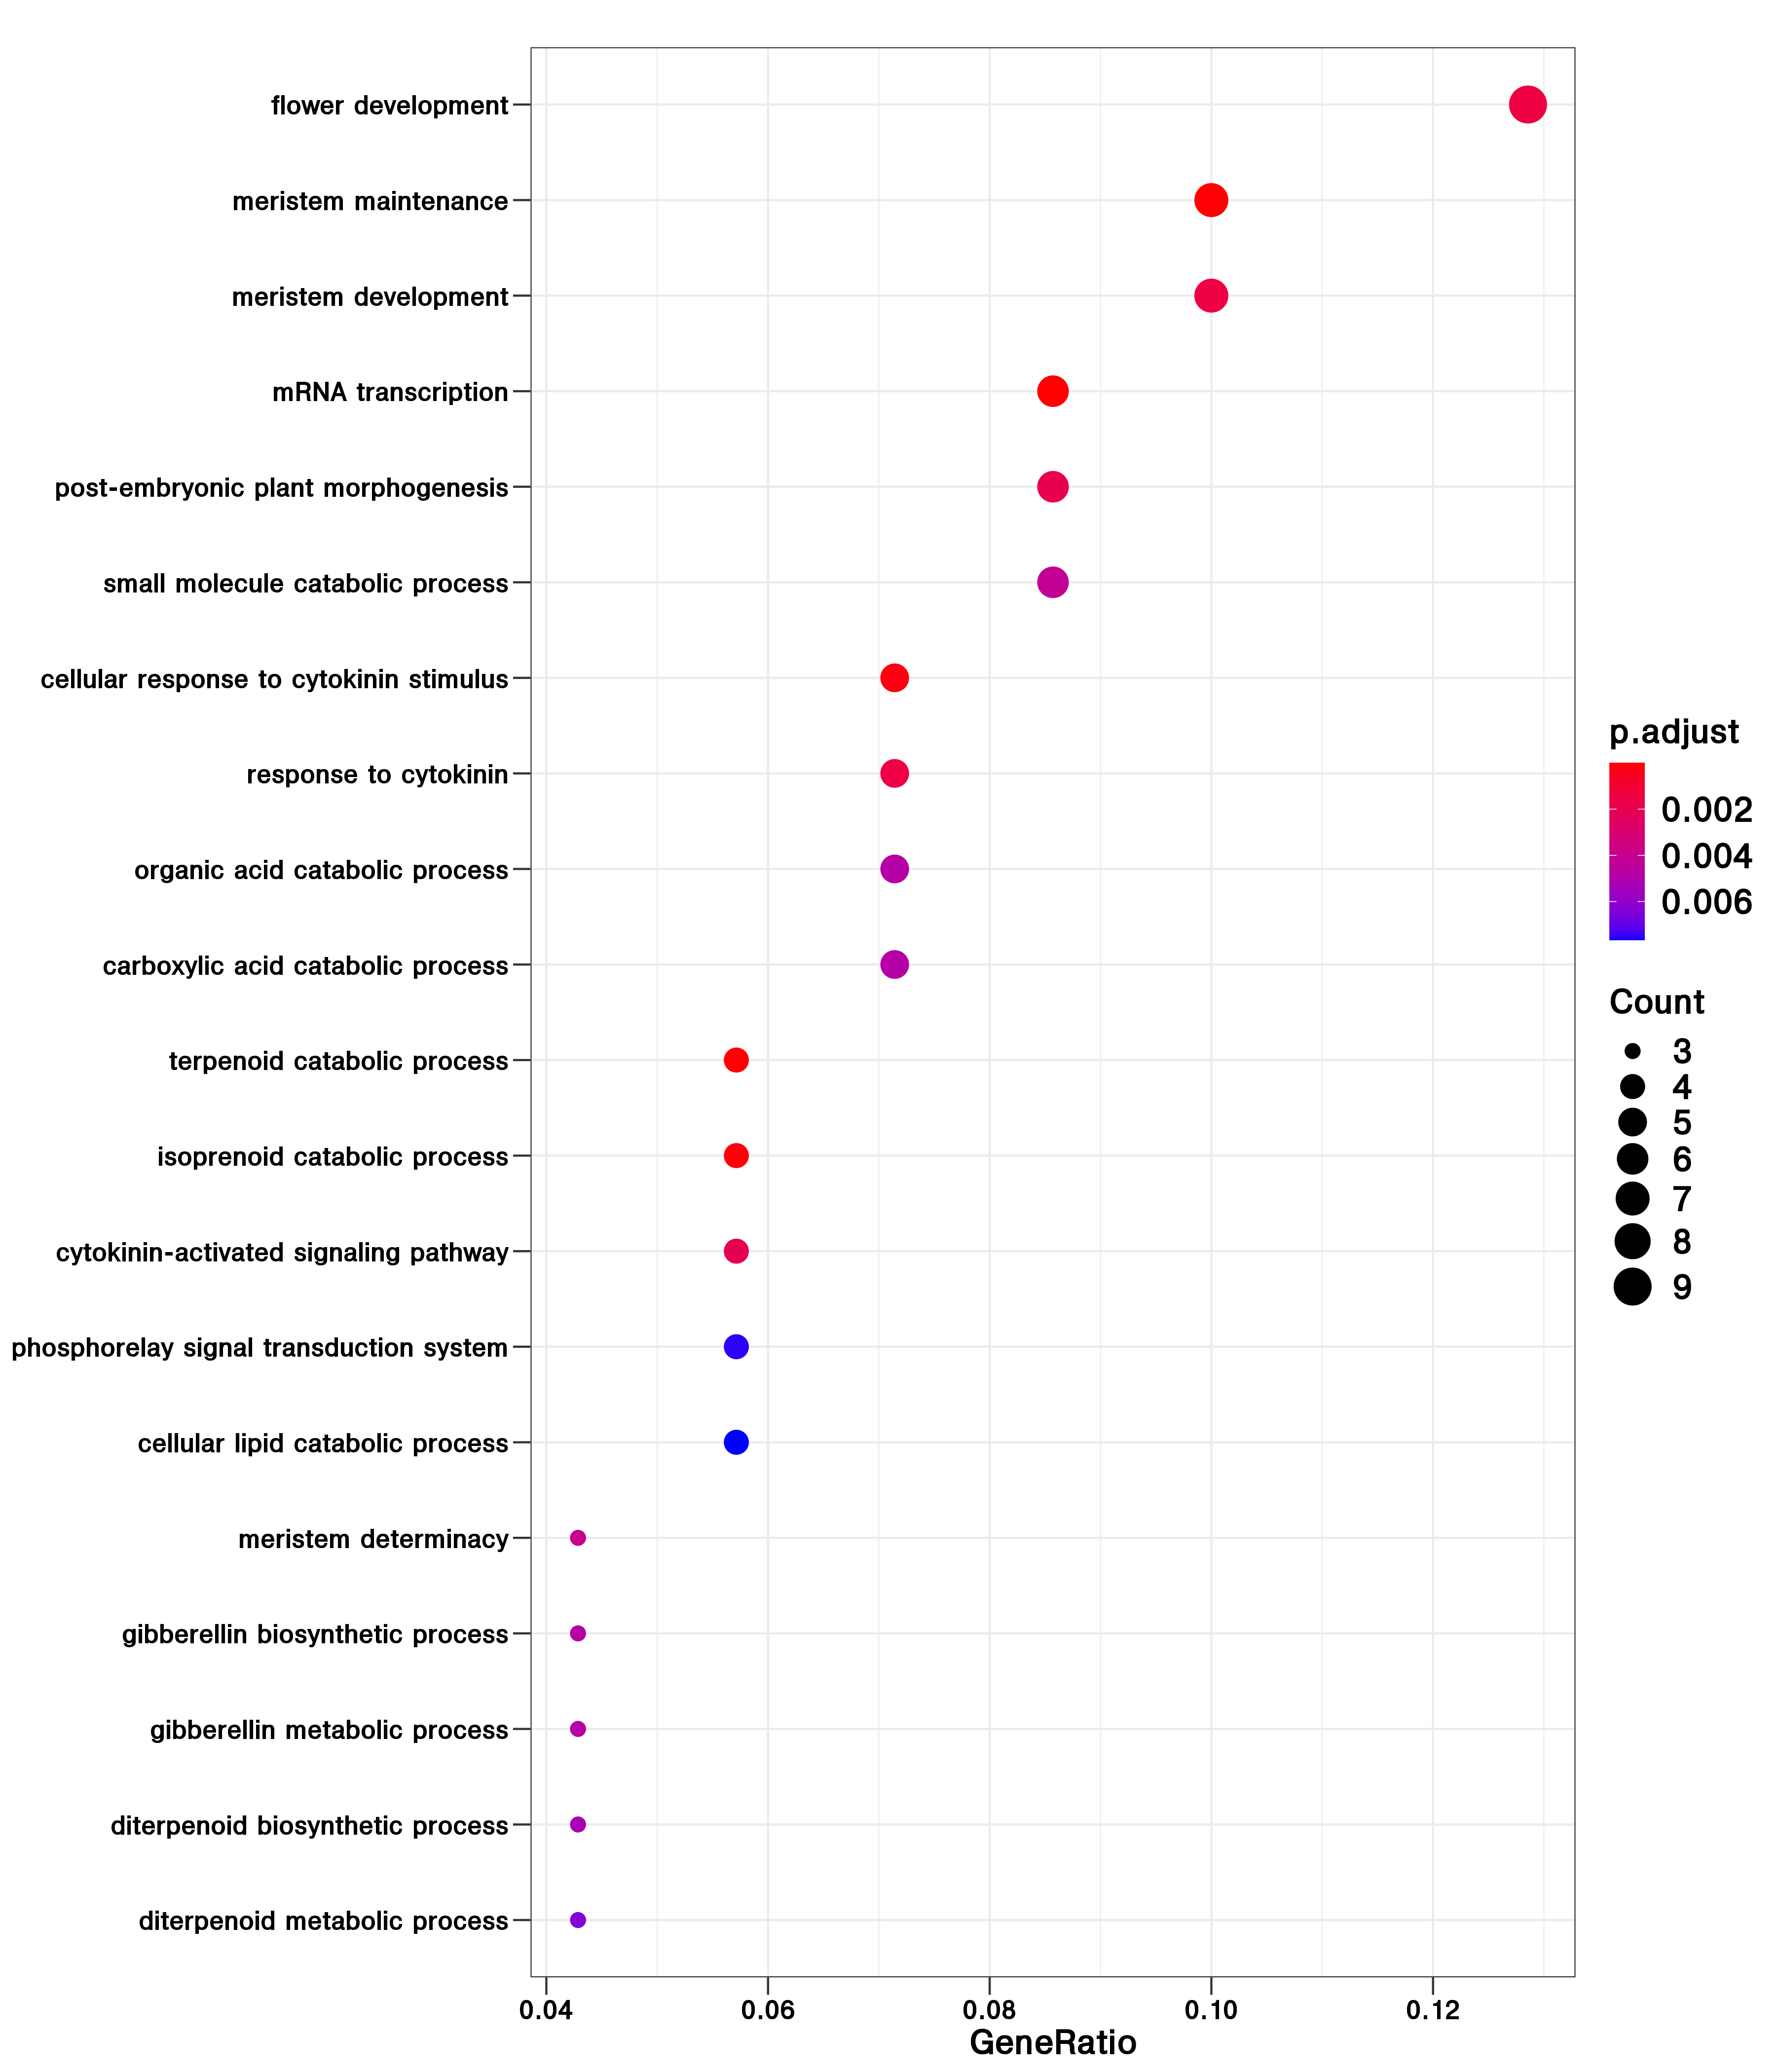 flower development
meristem maintenance
meristem development
mRNA transcription
post-embryonic plant morphogenesis
small molecule catabolic process
cellular response to cytokinin stimulus
response to cytokinin
organic acid catabolic process
carboxylic acid catabolic process
terpenoid catabolic process
isoprenoid catabolic process
cytokinin-activated signaling pathway
phosphorelay signal transduction system
cellular lipid catabolic process
meristem determinacy
gibberellin biosynthetic process
gibberellin metabolic process
diterpenoid biosynthetic process
diterpenoid metabolic process
0.04 0.06 0.08 0.10 0.12
GeneRatio
p.adjust
0.002
0.004
0.006
Count
3
4
5
6
7
8
9